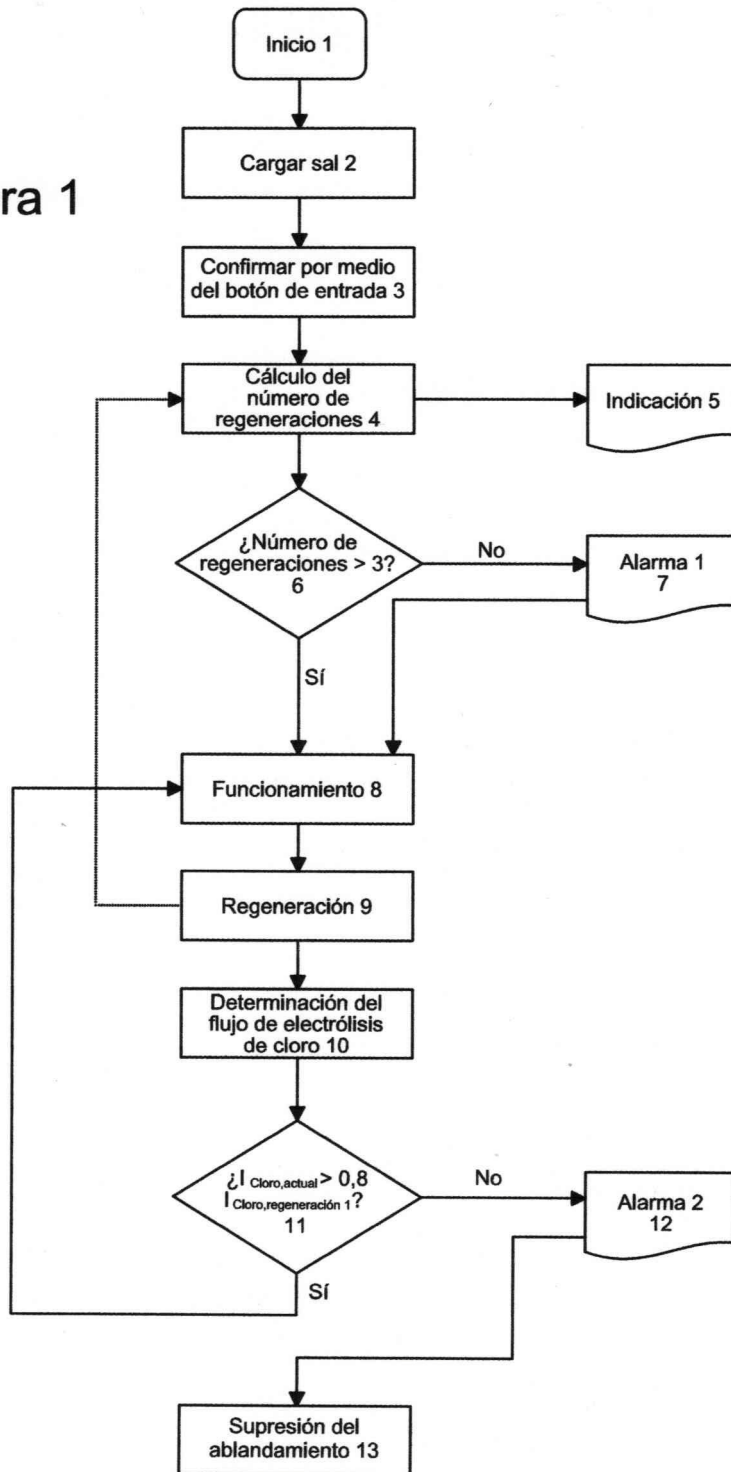 Inicio 1
Cargar sal 2
ra 1
Confirmar por medio
del botón de entrada 3
Cálculo del
número de
regeneraciones 4
Indicación 5
¿Número de
regeneraciones > 3?
6
No
Alarma 1
7
Sí
Funcionamiento 8
Regeneración 9
Determinación del
flujo de electrólisis
de cloro 10
¿I Cloro,actual > 0,8
I Cloro,regeneración 1?
11
No
Alarma 2
12
Sí
Supresión del
ablandamiento 13